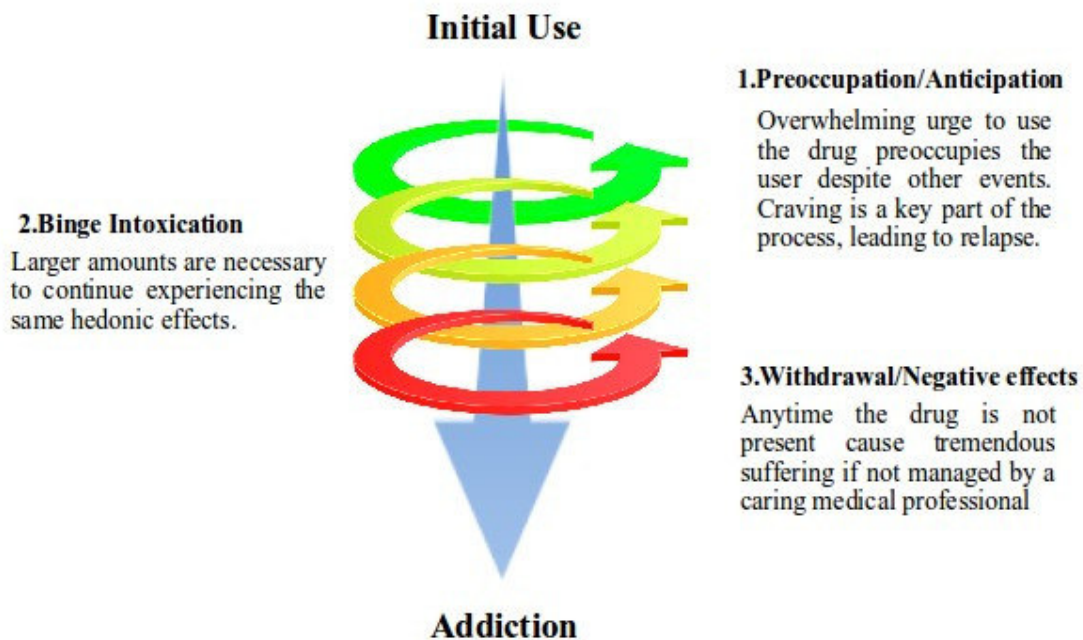 Initial Use
1.Preoccupation/Anticipation
Overwhelming urge to use
the drug preoccupies the
user despite other events.
Craving is a key part of the
process, leading to relapse.
2.Binge Intoxication
Larger amounts are necessary
to continue experiencing the
same hedonic effects.
3.Withdrawal/Negative effects
Anytime the drug is not
present cause tremendous
suffering if not managed by a
caring medical professional
Addiction